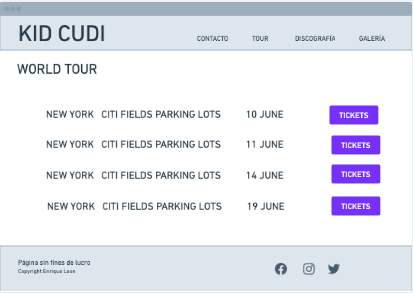 KID CUDI
CONTACTO TOUR DISCOGRAFÍA GALERÍA
WORLD TOUR
NEW YORK CITI FIELDS PARKING LOTS 10 JUNE TICKETS
NEW YORK CITI FIELDS PARKING LOTS 11 JUNE TICKETS
NEW YORK CITI FIELDS PARKING LOTS 14 JUNE TICKETS
NEW YORK CITI FIELDS PARKING LOTS 19 JUNE TICKETS
Página sin fines de lucro
Copyright Enrique Leon